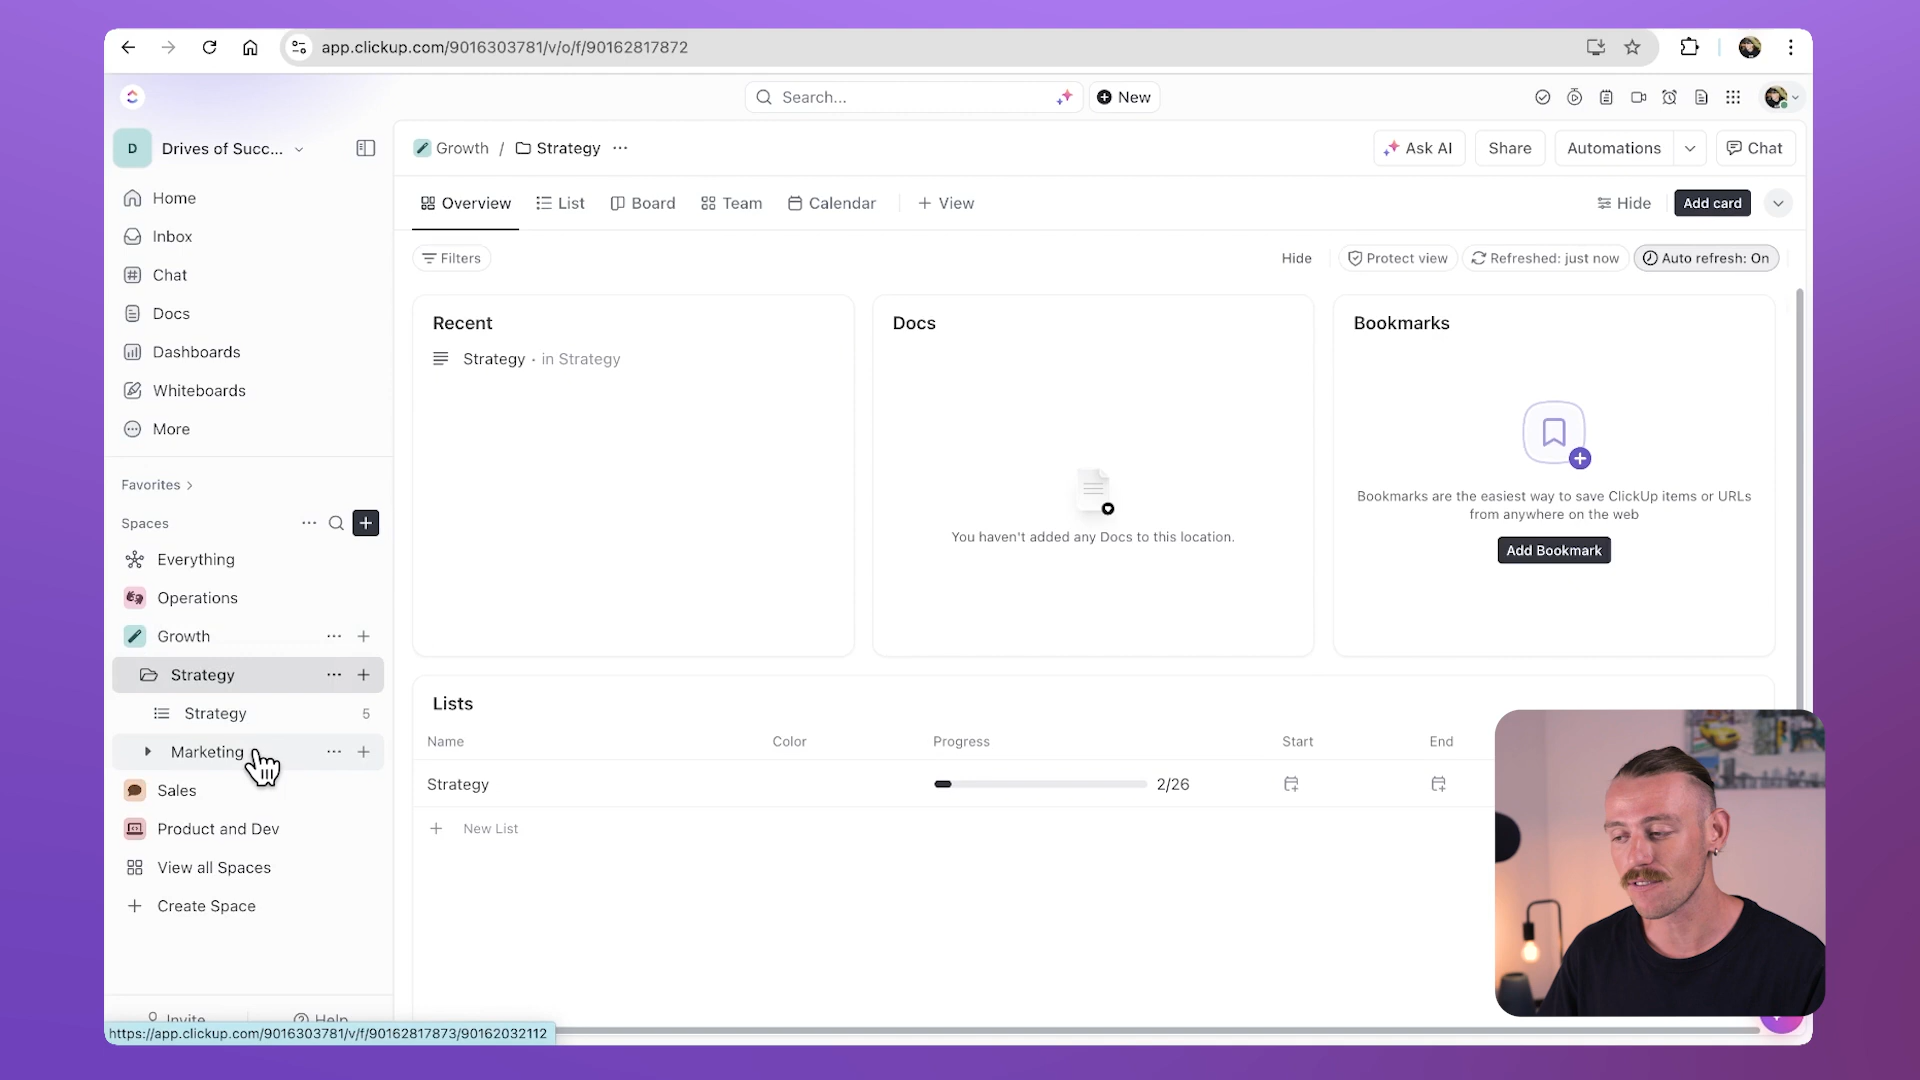 app.clickup.com/9016303781/v/o/f/90162817872
Search...
New
D
Drives of Succ...
Growth / Strategy
Ask AI
Share
Automations
Chat
Home
Inbox
Chat
Docs
Dashboards
Whiteboards
More
Favorites
Spaces
Everything
Operations
Growth
Strategy
Strategy 5
Marketing
Sales
Product and Dev
View all Spaces
Create Space
Invite
Help
https://app.clickup.com/9016303781/v/f/90162817873/90162032112
Overview
List
Board
Team
Calendar
+ View
Hide
Add card
Filters
Hide
Protect view
Refreshed: just now
Auto refresh: On
Recent
Strategy · in Strategy
Docs
You haven't added any Docs to this location.
Bookmarks
Bookmarks are the easiest way to save ClickUp items or URLs
from anywhere on the web
Add Bookmark
Lists
Name Color Progress Start End
Strategy 2/26
+ New List